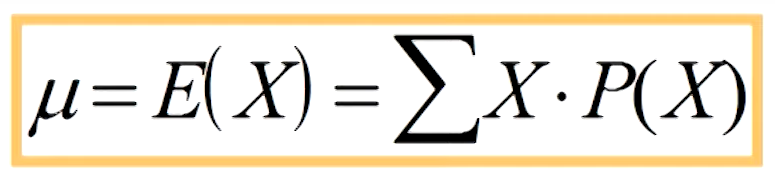 μ = E(X) = ∑X·P(X)